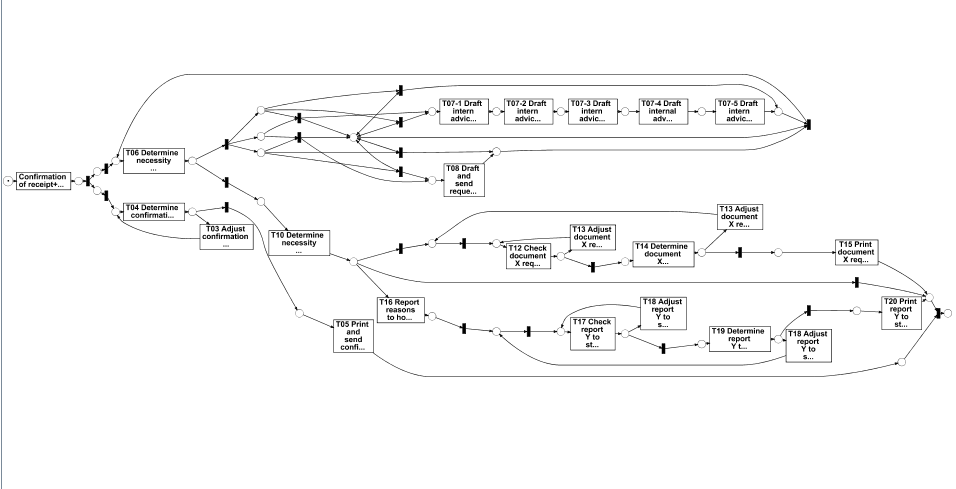 Confirmation
of receipt+...
T06 Determine
necessity
...
T04 Determine
confirmati...
T03 Adjust
confirmation
...
T10 Determine
necessity
...
T05 Print
and
send
confi...
T07-1 Draft
intern
advic...
T07-2 Draft
intern
advic...
T07-3 Draft
intern
advic...
T07-4 Draft
internal
adv...
T07-5 Draft
intern
advic...
T08 Draft
and
send
reque...
T13 Adjust
document
X re...
T13 Adjust
document
X re...
T12 Check
document
X req...
T14 Determine
document
X...
T15 Print
document
X req...
T16 Report
reasons
to ho...
T18 Adjust
report
Y to
s...
T17 Check
report
Y to
st...
T19 Determine
report
Y t...
T18 Adjust
report
Y to
s...
T20 Print
report
Y to
st...